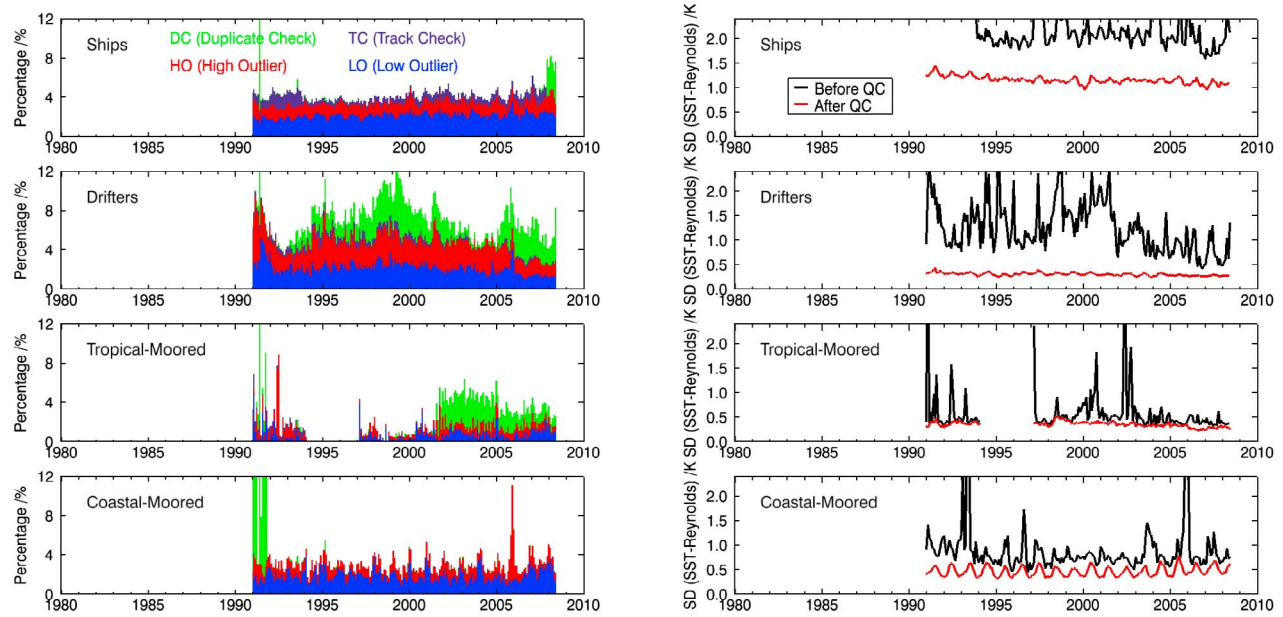 12
8
4
0
Percentage /%
Ships
DC (Duplicate Check)
TC (Track Check)
HO (High Outlier)
LO (Low Outlier)
1980 1985 1990 1995 2000 2005 2010
2.0
1.5
1.0
0.5
0.0
SD (SST-Reynolds) /K
Ships
Before QC
After QC
1980 1985 1990 1995 2000 2005 2010
12
8
4
0
Percentage /%
Drifters
1980 1985 1990 1995 2000 2005 2010
2.0
1.5
1.0
0.5
0.0
SD (SST-Reynolds) /K
Drifters
1980 1985 1990 1995 2000 2005 2010
12
8
4
0
Percentage /%
Tropical-Moored
1980 1985 1990 1995 2000 2005 2010
2.0
1.5
1.0
0.5
0.0
SD (SST-Reynolds) /K
Tropical-Moored
1980 1985 1990 1995 2000 2005 2010
12
8
4
0
Percentage /%
Coastal-Moored
1980 1985 1990 1995 2000 2005 2010
2.0
1.5
1.0
0.5
0.0
SD (SST-Reynolds) /K
Coastal-Moored
1980 1985 1990 1995 2000 2005 2010